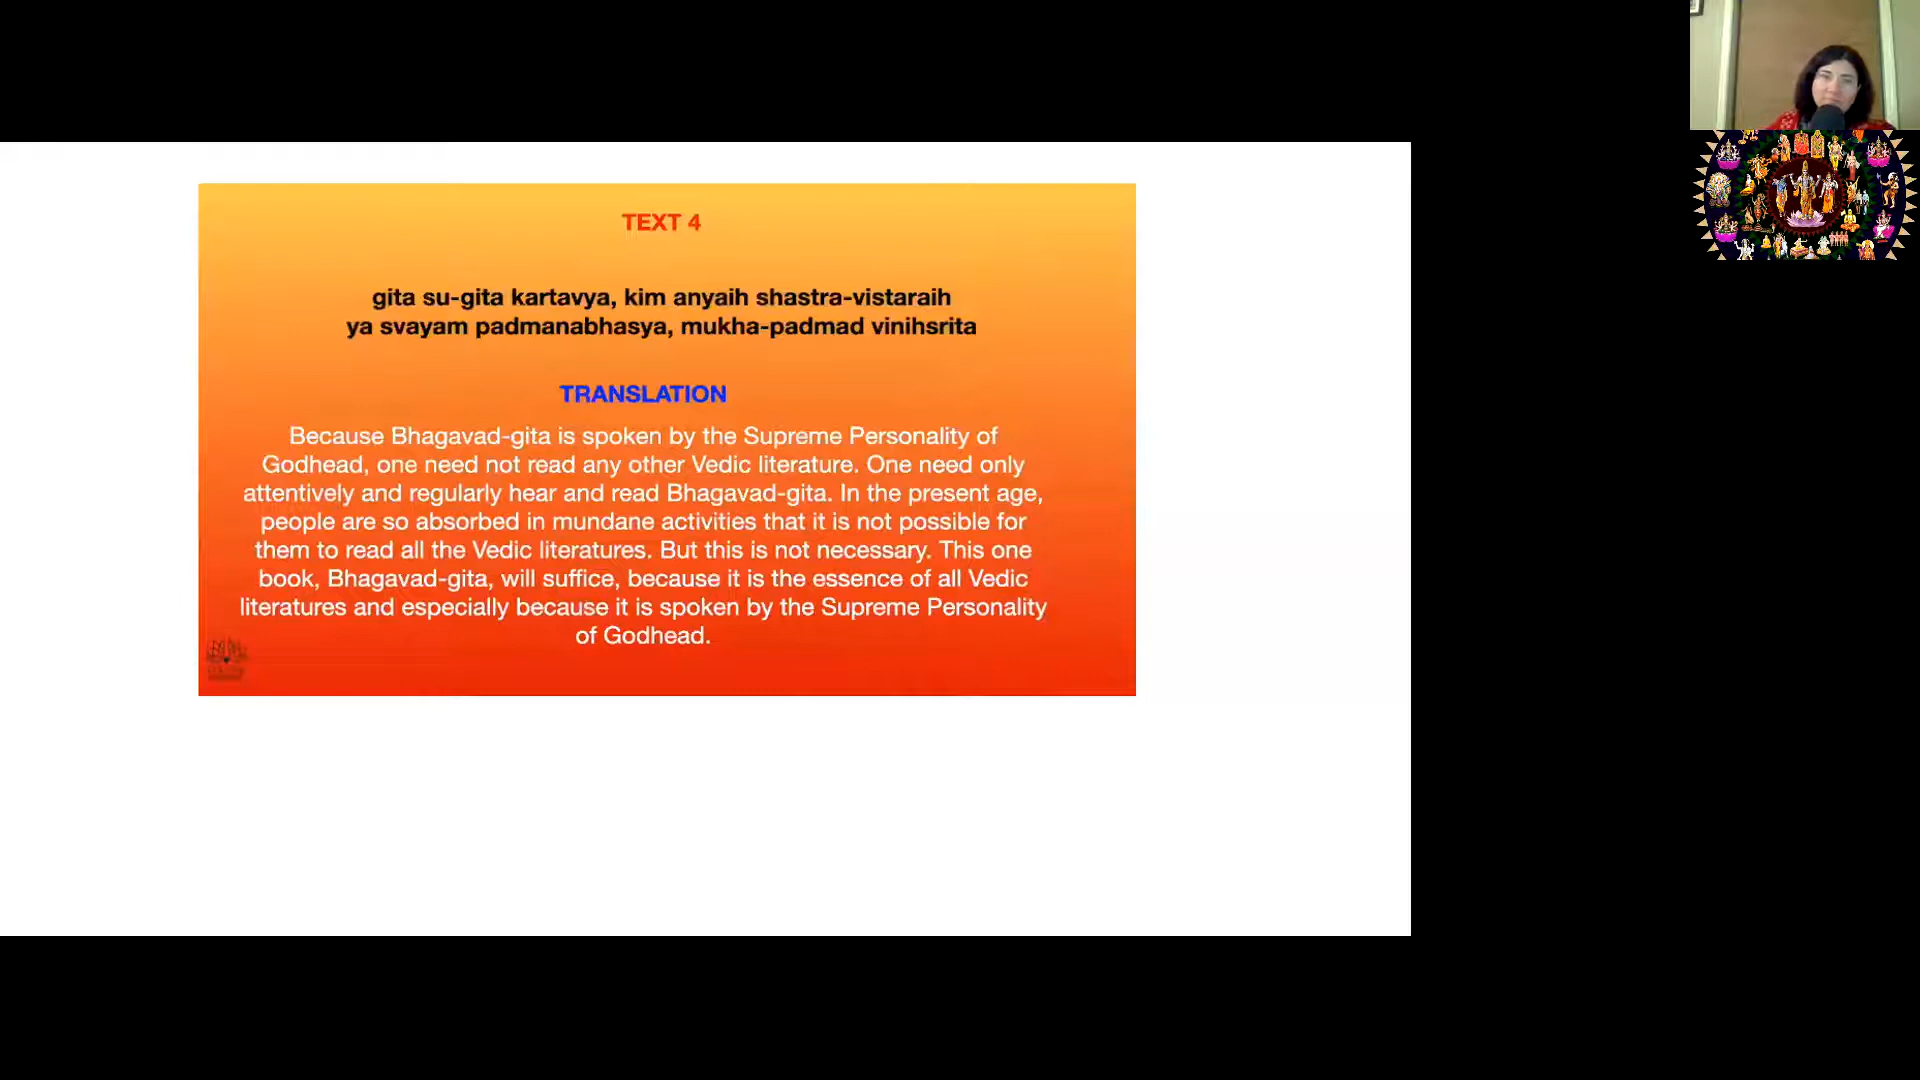 TEXT 4
gita su-gita kartavya, kim anyaih shastra-vistaraih
ya svayam padmanabhasya, mukha-padmad vinihsrita
TRANSLATION
Because Bhagavad-gita is spoken by the Supreme Personality of
Godhead, one need not read any other Vedic literature. One need only
attentively and regularly hear and read Bhagavad-gita. In the present age,
people are so absorbed in mundane activities that it is not possible for
them to read all the Vedic literatures. But this is not necessary. This one
book, Bhagavad-gita, will suffice, because it is the essence of all Vedic
literatures and especially because it is spoken by the Supreme Personality
of Godhead.